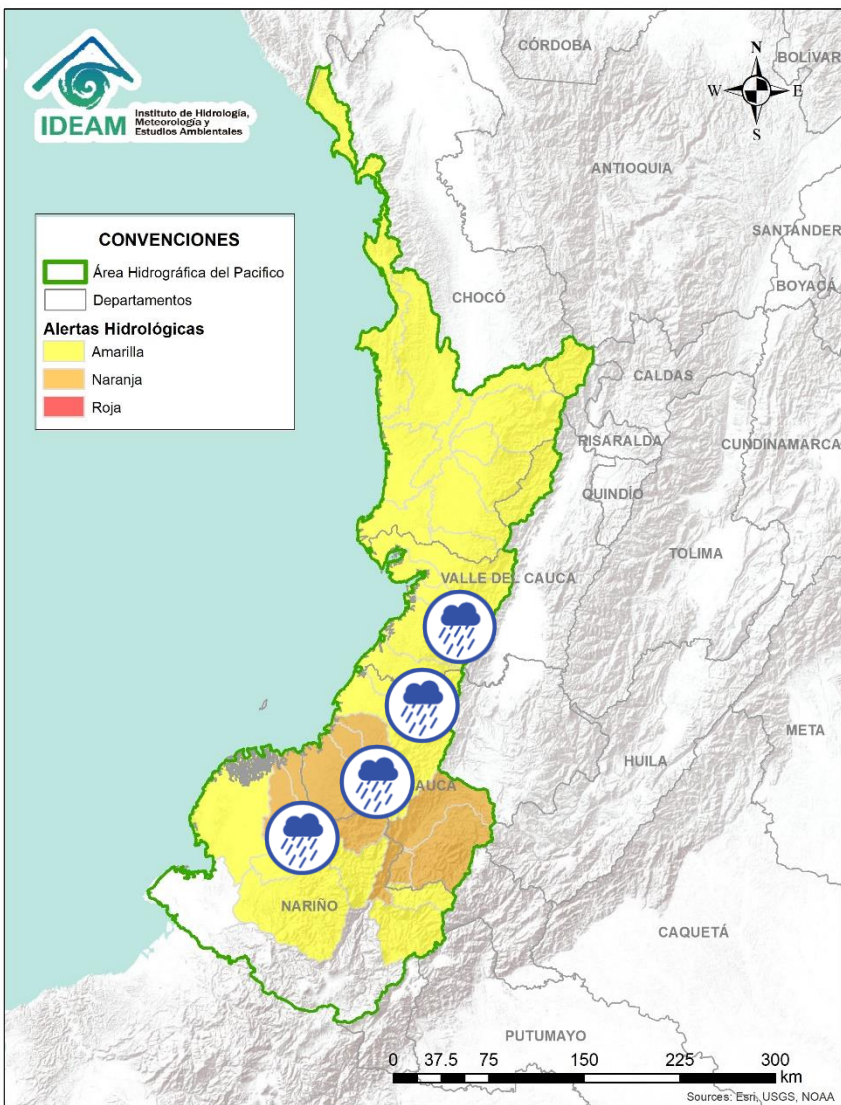 IDEAM
Instituto de Hidrología,
Meteorología y
Estudios Ambientales
N
W
E
S
CÓRDOBA
BOLÍVAR
ANTIOQUIA
SANTANDER
BOYACÁ
CHOCÓ
CALDAS
RISARALDA
CUNDINAMARCA
QUINDÍO
TOLIMA
VALLE DEL CAUCA
META
HUILA
AUCA
NARIÑO
CAQUETÁ
PUTUMAYO
CONVENCIONES
Área Hidrográfica del Pacifico
Departamentos
Alertas Hidrológicas
Amarilla
Naranja
Roja
0 37.5 75 150 225 300
km
Sources: Esri, USGS, NOAA